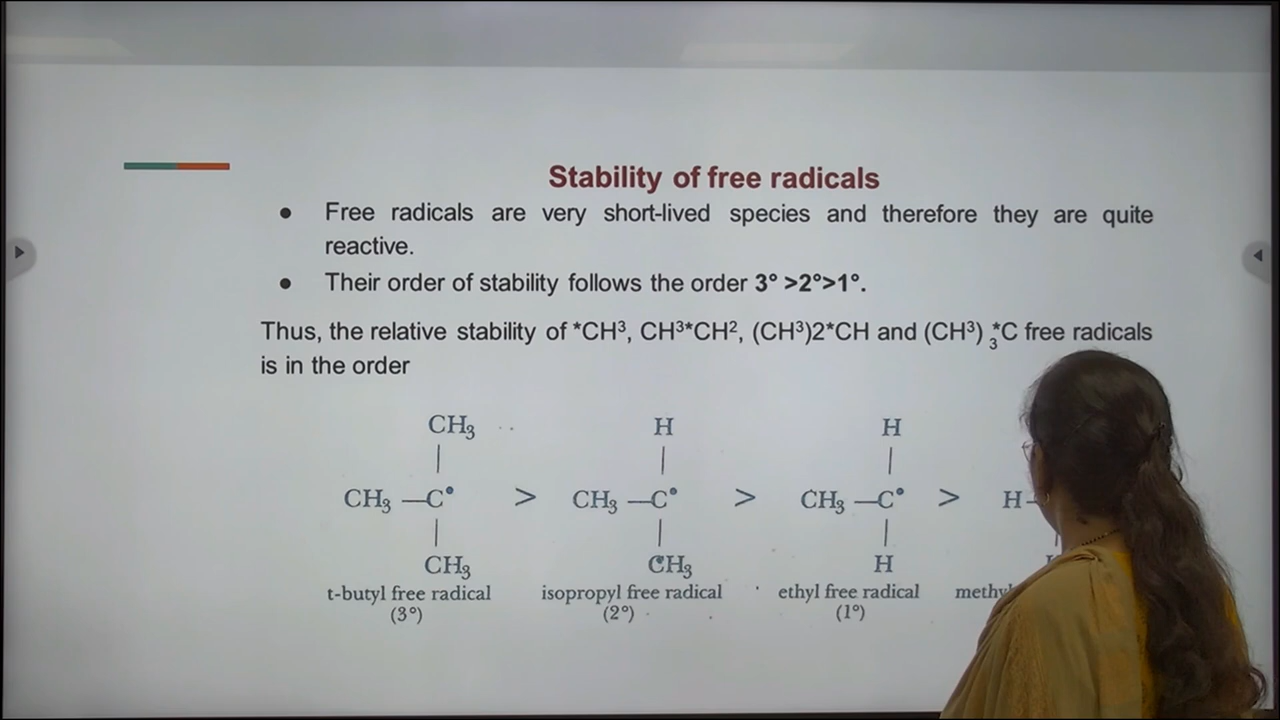 Stability of free radicals
● Free radicals are very short-lived species and therefore they are quite
reactive.
● Their order of stability follows the order 3° >2°>1°.
Thus, the relative stability of *CH³, CH³*CH², (CH³)2*CH and (CH³) ₃*C free radicals
is in the order
CH₃ H H
| | |
CH₃ —C• > CH₃ —C• > CH₃ —C• > H-
| | |
CH₃ CH₃ H
t-butyl free radical isopropyl free radical ethyl free radical
(3°) (2°) (1°)